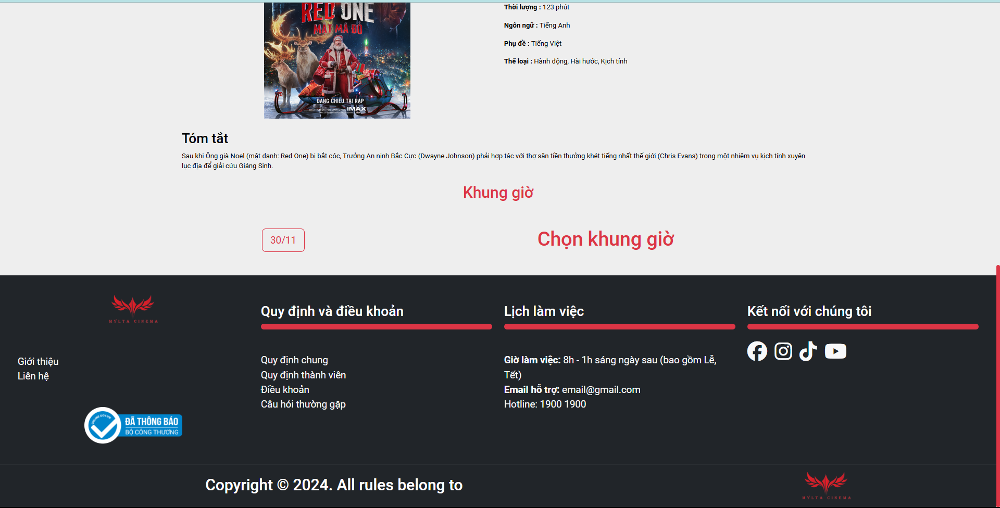 RED ONE
MẬT MÃ ĐỎ
ĐANG CHIẾU TẠI RẠP
TRẢI NGHIỆM VỚI ĐỊNH DẠNG IMAX
Thời lượng : 123 phút
Ngôn ngữ : Tiếng Anh
Phụ đề : Tiếng Việt
Thể loại : Hành động, Hài hước, Kịch tính
Tóm tắt
Sau khi Ông già Noel (mật danh: Red One) bị bắt cóc, Trưởng An ninh Bắc Cực (Dwayne Johnson) phải hợp tác với thợ săn tiền thưởng khét tiếng nhất thế giới (Chris Evans) trong một nhiệm vụ kịch tính xuyên
lục địa để giải cứu Giáng Sinh.
Khung giờ
30/11
Chọn khung giờ
MYLTA CINEMA
Giới thiệu
Liên hệ
ONLINE.GOV.VN
ĐÃ THÔNG BÁO
BỘ CÔNG THƯƠNG
Quy định và điều khoản
Quy định chung
Quy định thành viên
Điều khoản
Câu hỏi thường gặp
Lịch làm việc
Giờ làm việc: 8h - 1h sáng ngày sau (bao gồm Lễ,
Tết)
Email hỗ trợ: email@gmail.com
Hotline: 1900 1900
Kết nối với chúng tôi
Copyright © 2024. All rules belong to
MYLTA CINEMA